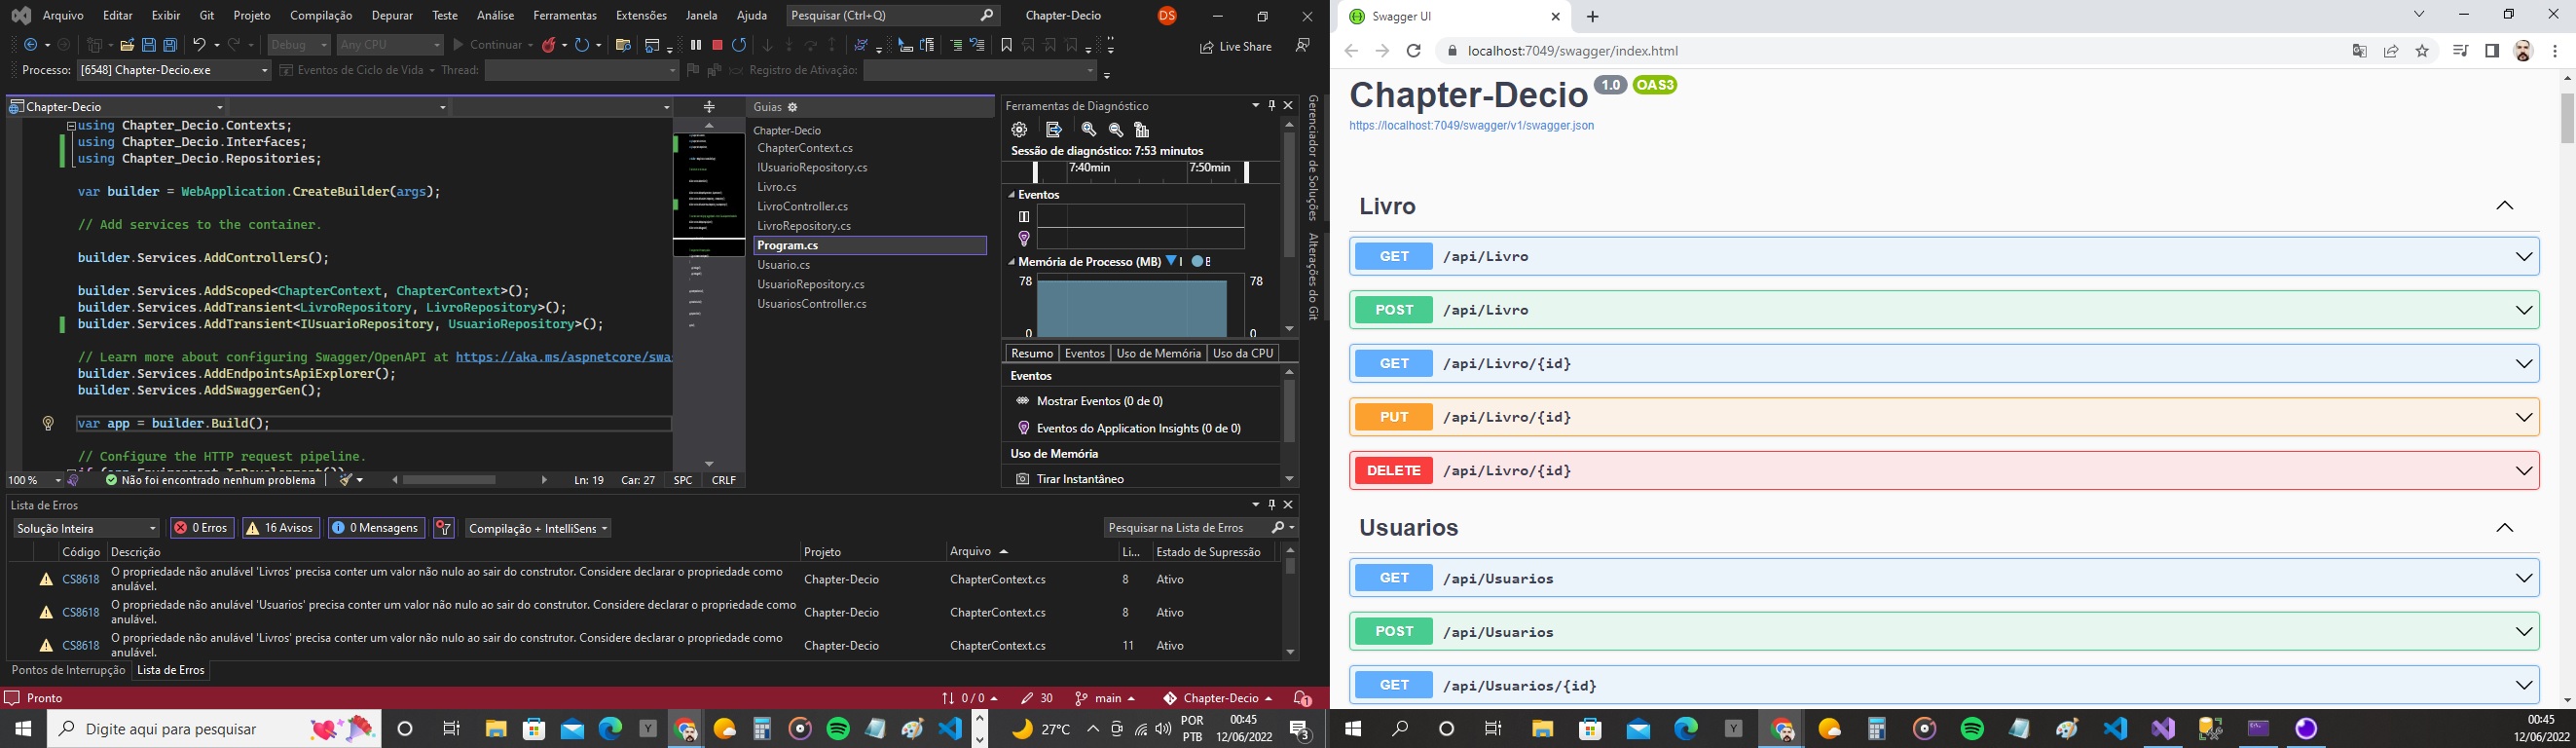 Arquivo Editar Exibir Git Projeto Compilação Depurar Teste Análise Ferramentas Extensões Janela Ajuda Pesquisar (Ctrl+Q) Chapter-Decio DS
Debug Any CPU Continuar Live Share
Processo: [6548] Chapter-Decio.exe Eventos de Ciclo de Vida Thread: Registro de Ativação:
Chapter-Decio
using Chapter_Decio.Contexts;
using Chapter_Decio.Interfaces;
using Chapter_Decio.Repositories;
var builder = WebApplication.CreateBuilder(args);
// Add services to the container.
builder.Services.AddControllers();
builder.Services.AddScoped<ChapterContext, ChapterContext>();
builder.Services.AddTransient<LivroRepository, LivroRepository>();
builder.Services.AddTransient<IUsuarioRepository, UsuarioRepository>();
// Learn more about configuring Swagger/OpenAPI at https://aka.ms/aspnetcore/swa
builder.Services.AddEndpointsApiExplorer();
builder.Services.AddSwaggerGen();
var app = builder.Build();
// Configure the HTTP request pipeline.
100 % Não foi encontrado nenhum problema Ln: 19 Car: 27 SPC CRLF
Guias
Chapter-Decio
ChapterContext.cs
IUsuarioRepository.cs
Livro.cs
LivroController.cs
LivroRepository.cs
Program.cs
Usuario.cs
UsuarioRepository.cs
UsuariosController.cs
Ferramentas de Diagnóstico
Sessão de diagnóstico: 7:53 minutos
7:40min 7:50min
Eventos
Memória de Processo (MB)
78 78
0 0
Resumo Eventos Uso de Memória Uso da CPU
Eventos
Mostrar Eventos (0 de 0)
Eventos do Application Insights (0 de 0)
Uso de Memória
Tirar Instantâneo
Gerenciador de Soluções
Alterações do Git
Lista de Erros
Solução Inteira 0 Erros 16 Avisos 0 Mensagens Compilação + IntelliSens Pesquisar na Lista de Erros
Código Descrição Projeto Arquivo Li... Estado de Supressão
CS8618 O propriedade não anulável 'Livros' precisa conter um valor não nulo ao sair do construtor. Considere declarar o propriedade como Chapter-Decio ChapterContext.cs 8 Ativo
anulável.
CS8618 O propriedade não anulável 'Usuarios' precisa conter um valor não nulo ao sair do construtor. Considere declarar o propriedade como Chapter-Decio ChapterContext.cs 8 Ativo
anulável.
CS8618 O propriedade não anulável 'Livros' precisa conter um valor não nulo ao sair do construtor. Considere declarar o propriedade como Chapter-Decio ChapterContext.cs 11 Ativo
anulável.
Pontos de Interrupção Lista de Erros
Pronto 0 / 0 30 main Chapter-Decio 1
Digite aqui para pesquisar 27°C POR 00:45
PTB 12/06/2022 3
Swagger UI
localhost:7049/swagger/index.html
Chapter-Decio 1.0 OAS3
https://localhost:7049/swagger/v1/swagger.json
Livro
GET /api/Livro
POST /api/Livro
GET /api/Livro/{id}
PUT /api/Livro/{id}
DELETE /api/Livro/{id}
Usuarios
GET /api/Usuarios
POST /api/Usuarios
GET /api/Usuarios/{id}
00:45
12/06/2022